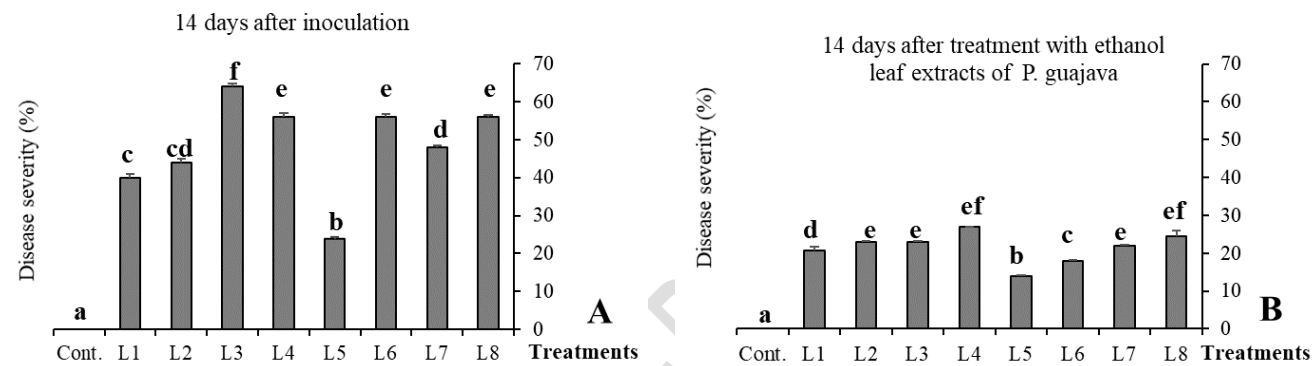 14 days after inoculation
Disease severity (%)
70
60
50
40
30
20
10
0
a
c
cd
f
e
b
e
d
e
A
Cont. L1 L2 L3 L4 L5 L6 L7 L8 Treatments
14 days after treatment with ethanol
leaf extracts of P. guajava
Disease severity (%)
70
60
50
40
30
20
10
0
a
d
e
e
ef
b
c
e
ef
B
Cont. L1 L2 L3 L4 L5 L6 L7 L8 Treatments